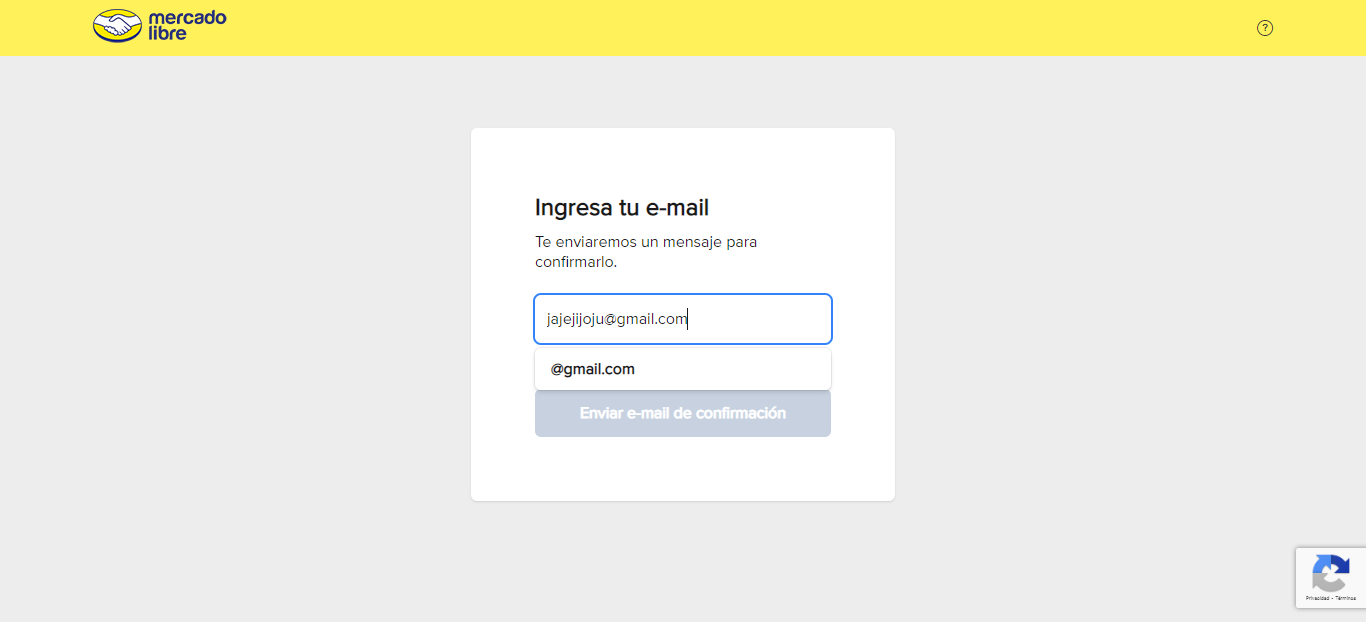 mercado
libre
?
Ingresa tu e-mail
Te enviaremos un mensaje para
confirmarlo.
jajejijoju@gmail.com
@gmail.com
Enviar e-mail de confirmación
Privacidad - Términos